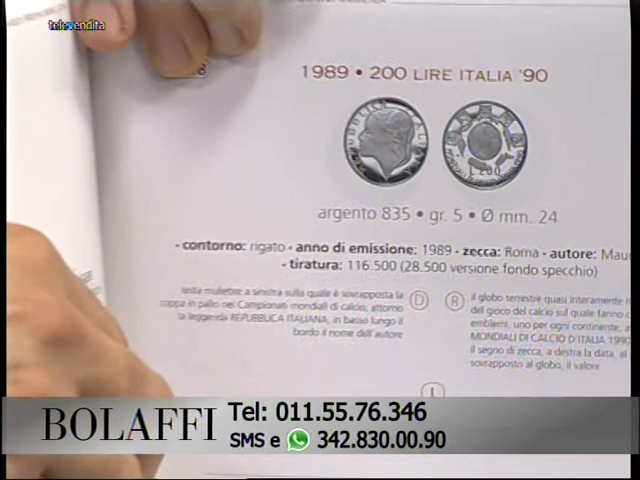 televendita
1989 • 200 LIRE ITALIA '90
argento 835 • gr. 5 • Ø mm. 24
• contorno: rigato • anno di emissione: 1989 • zecca: Roma • autore: Mau
• tiratura: 116.500 (28.500 versione fondo specchio)
testa muliebre a sinistra sulla quale è sovrapposta la
coppa in palio nei Campionati mondiali di calcio, attorno
la leggenda REPUBBLICA ITALIANA, in basso lungo il
bordo il nome dell'autore
D
R
il globo terrestre quasi interamente
del gioco del calcio sul quale fanno
emblemi, uno per ogni continente, a
MONDIALI DI CALCIO D'ITALIA 1990
il segno di zecca, a destra la data, al
sovrapposto al globo, il valore
BOLAFFI
Tel: 011.55.76.346
SMS e 342.830.00.90